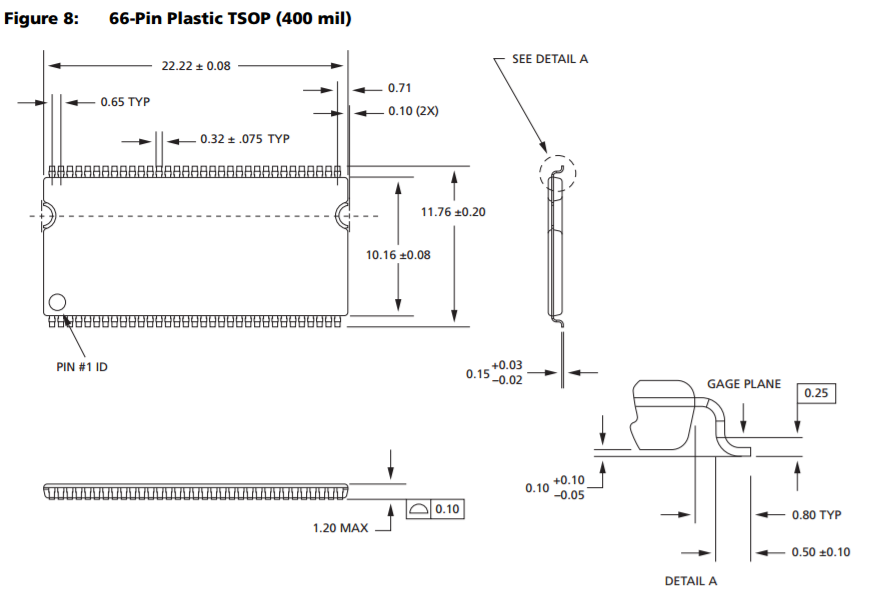 Figure 8: 66-Pin Plastic TSOP (400 mil)
22.22 ± 0.08
SEE DETAIL A
0.71
0.65 TYP
0.10 (2X)
0.32 ± .075 TYP
11.76 ±0.20
10.16 ±0.08
PIN #1 ID
0.15 +0.03
−0.02
GAGE PLANE
0.25
0.10 +0.10
−0.05
0.10
1.20 MAX
0.80 TYP
0.50 ±0.10
DETAIL A